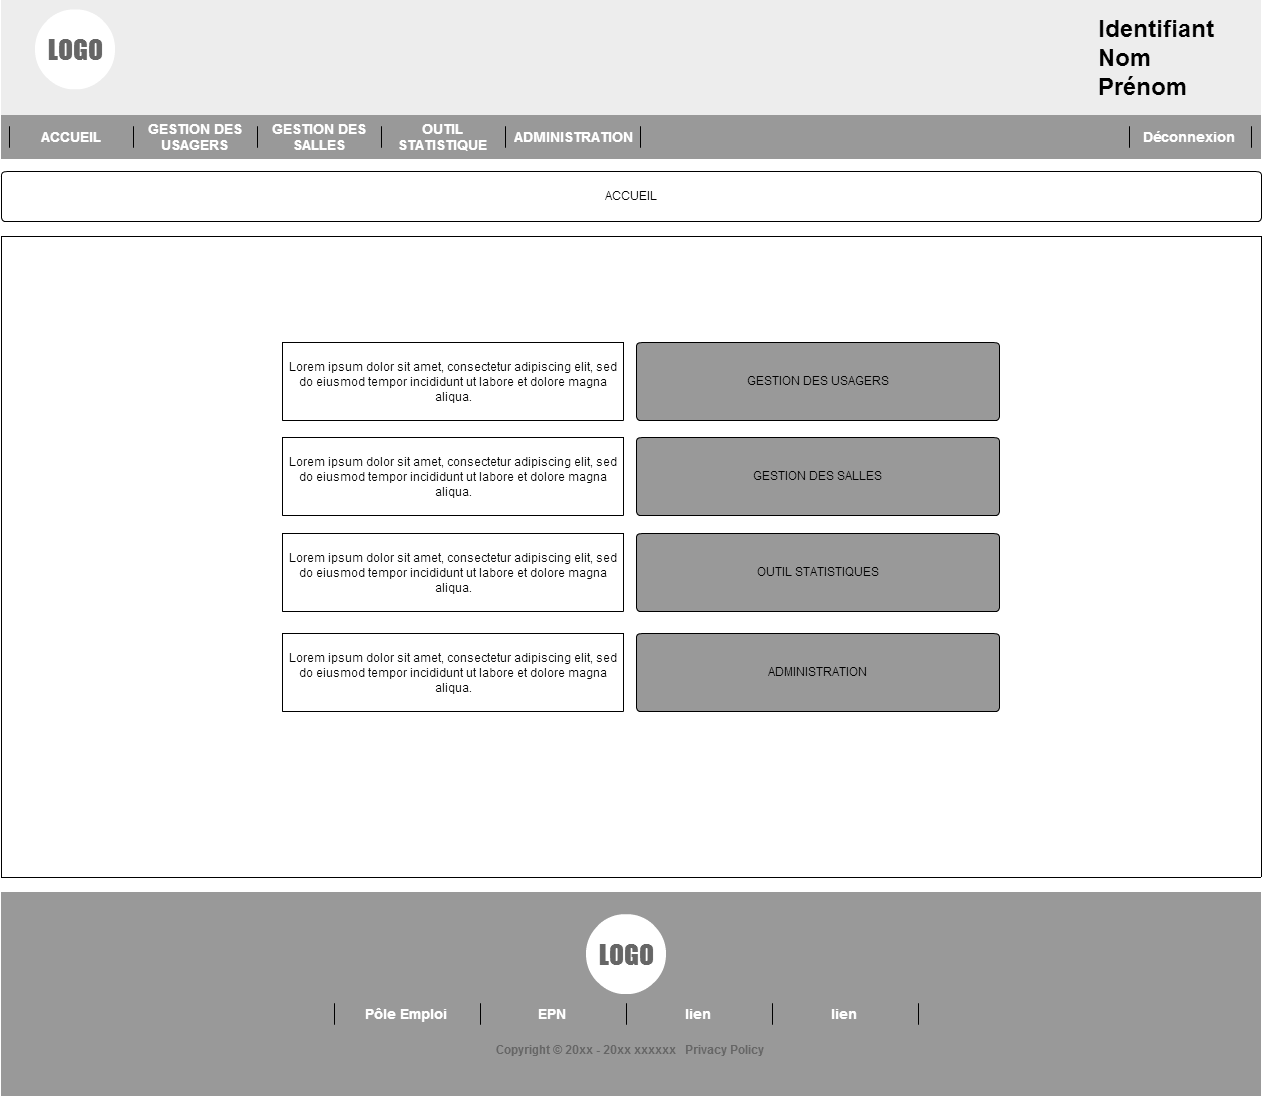 LOGO
Identifiant
Nom
Prénom
ACCUEIL
GESTION DES
USAGERS
GESTION DES
SALLES
OUTIL
STATISTIQUE
ADMINISTRATION
Déconnexion
ACCUEIL
Lorem ipsum dolor sit amet, consectetur adipiscing elit, sed
do eiusmod tempor incididunt ut labore et dolore magna
aliqua.
GESTION DES USAGERS
Lorem ipsum dolor sit amet, consectetur adipiscing elit, sed
do eiusmod tempor incididunt ut labore et dolore magna
aliqua.
GESTION DES SALLES
Lorem ipsum dolor sit amet, consectetur adipiscing elit, sed
do eiusmod tempor incididunt ut labore et dolore magna
aliqua.
OUTIL STATISTIQUES
Lorem ipsum dolor sit amet, consectetur adipiscing elit, sed
do eiusmod tempor incididunt ut labore et dolore magna
aliqua.
ADMINISTRATION
LOGO
Pôle Emploi
EPN
lien
lien
Copyright © 20xx - 20xx xxxxxx Privacy Policy